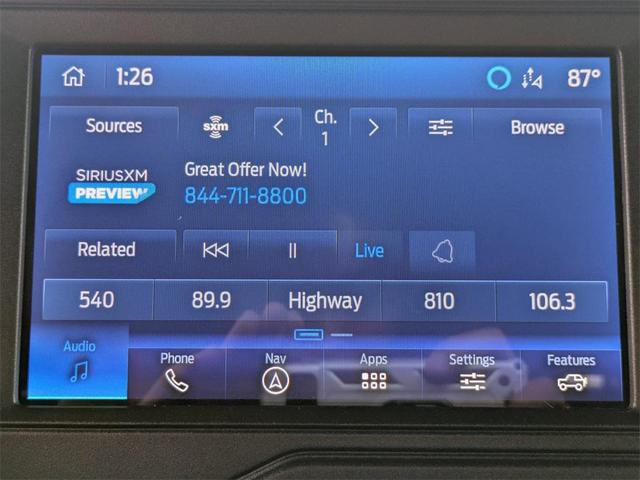 1:26
87°
Sources
sxm
Ch.
1
Browse
SIRIUSXM
PREVIEW
Great Offer Now!
844-711-8800
Related
Live
540
89.9
Highway
810
106.3
Audio
Phone
Nav
Apps
Settings
Features